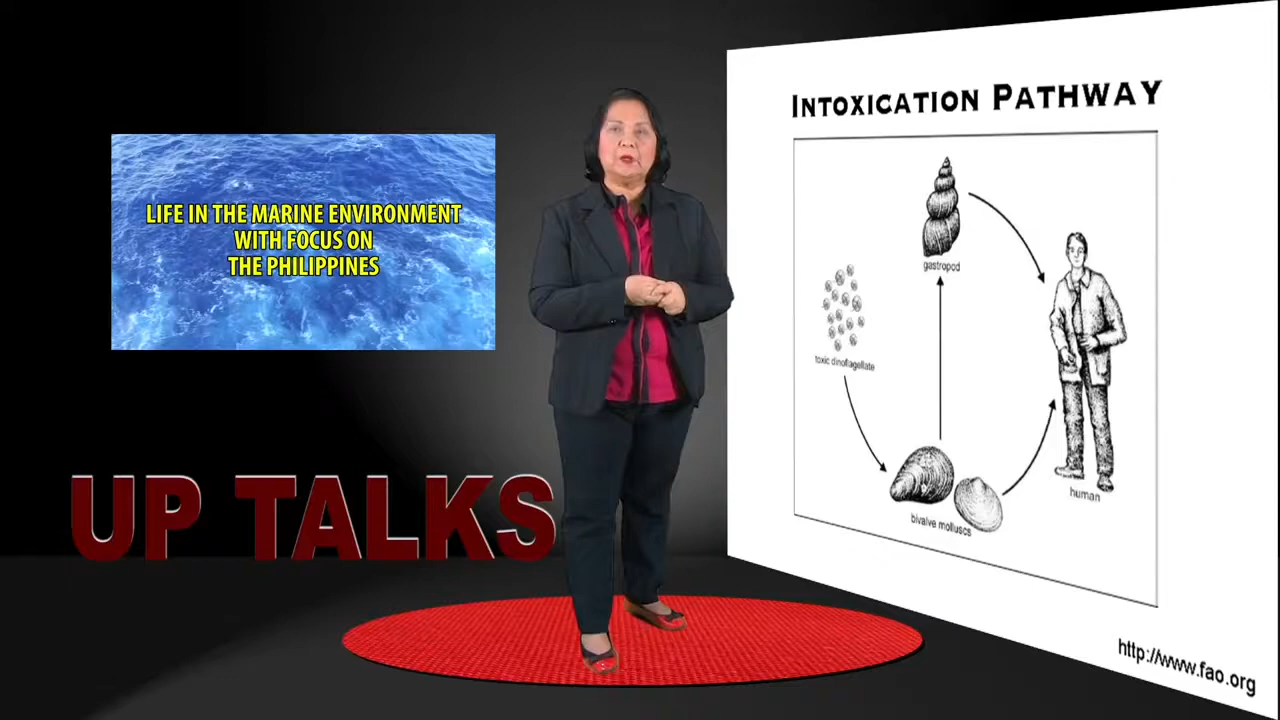 LIFE IN THE MARINE ENVIRONMENT
WITH FOCUS ON
THE PHILIPPINES
UP TALKS
INTOXICATION PATHWAY
gastropod
toxic dinoflagellate
bivalve molluscs
human
http://www.fao.org